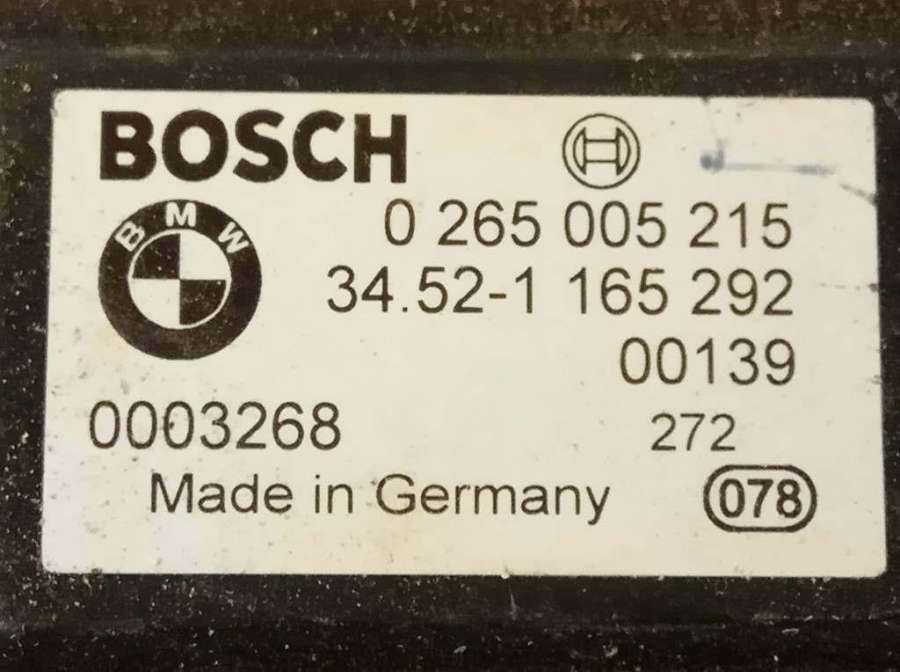 BOSCH
BMW
0 265 005 215
34.52-1 165 292
00139
0003268 272
Made in Germany 078